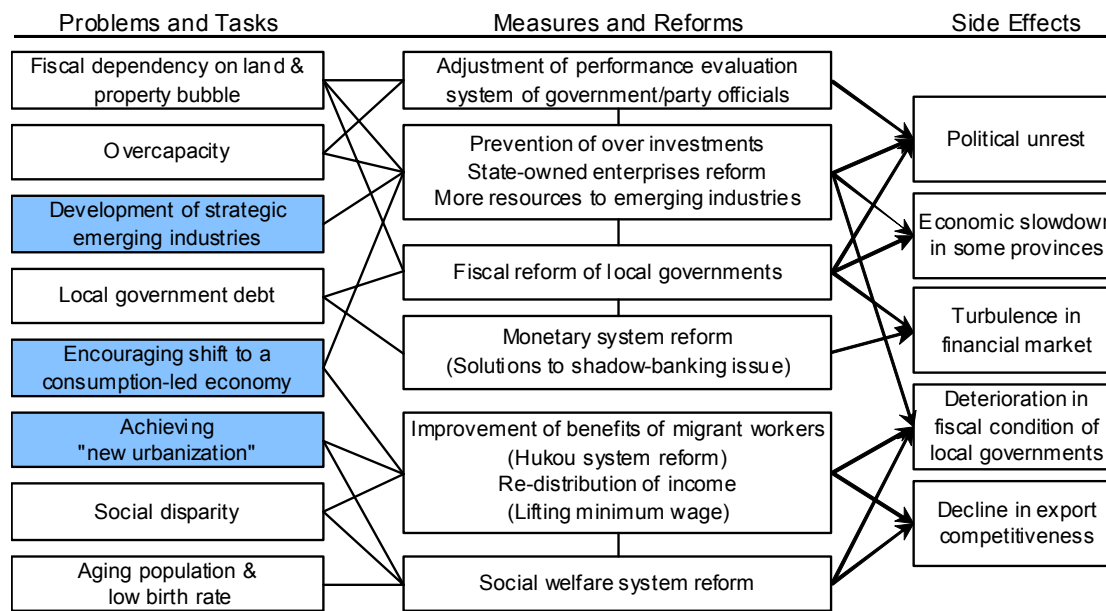 Problems and Tasks
Measures and Reforms
Side Effects
Fiscal dependency on land &
property bubble
Overcapacity
Development of strategic
emerging industries
Local government debt
Encouraging shift to a
consumption-led economy
Achieving
"new urbanization"
Social disparity
Aging population &
low birth rate
Adjustment of performance evaluation
system of government/party officials
Prevention of over investments
State-owned enterprises reform
More resources to emerging industries
Fiscal reform of local governments
Monetary system reform
(Solutions to shadow-banking issue)
Improvement of benefits of migrant workers
(Hukou system reform)
Re-distribution of income
(Lifting minimum wage)
Social welfare system reform
Political unrest
Economic slowdown
in some provinces
Turbulence in
financial market
Deterioration in
fiscal condition of
local governments
Decline in export
competitiveness